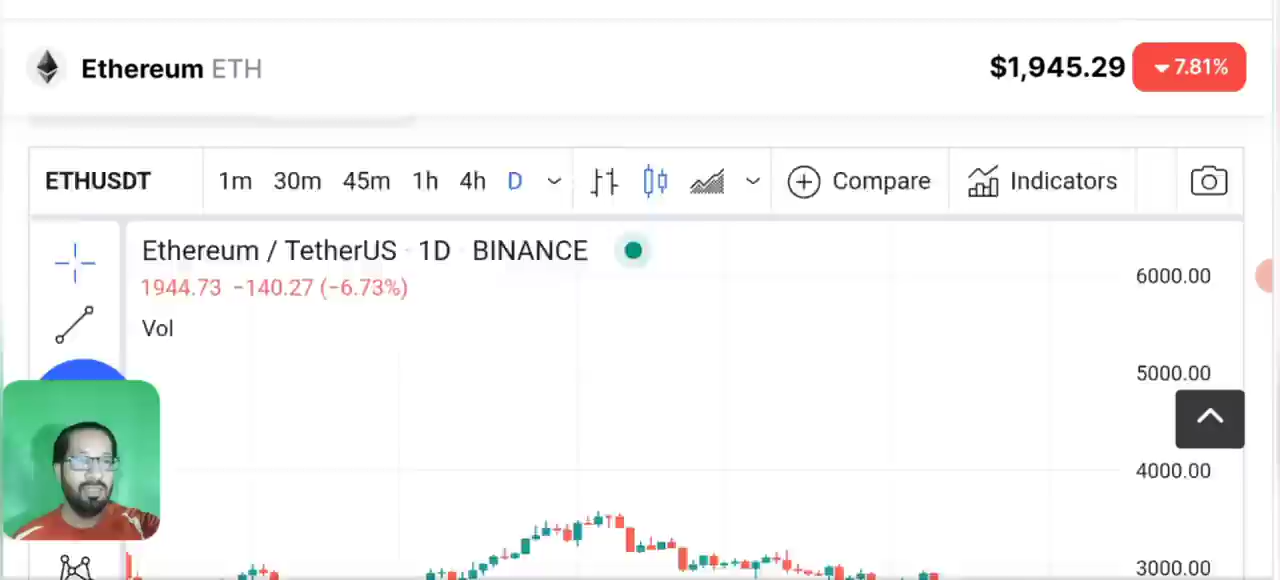 Ethereum ETH
$1,945.29 7.81%
ETHUSDT 1m 30m 45m 1h 4h D Compare Indicators
Ethereum / TetherUS · 1D BINANCE
1944.73 −140.27 (−6.73%)
Vol
6000.00
5000.00
4000.00
3000.00